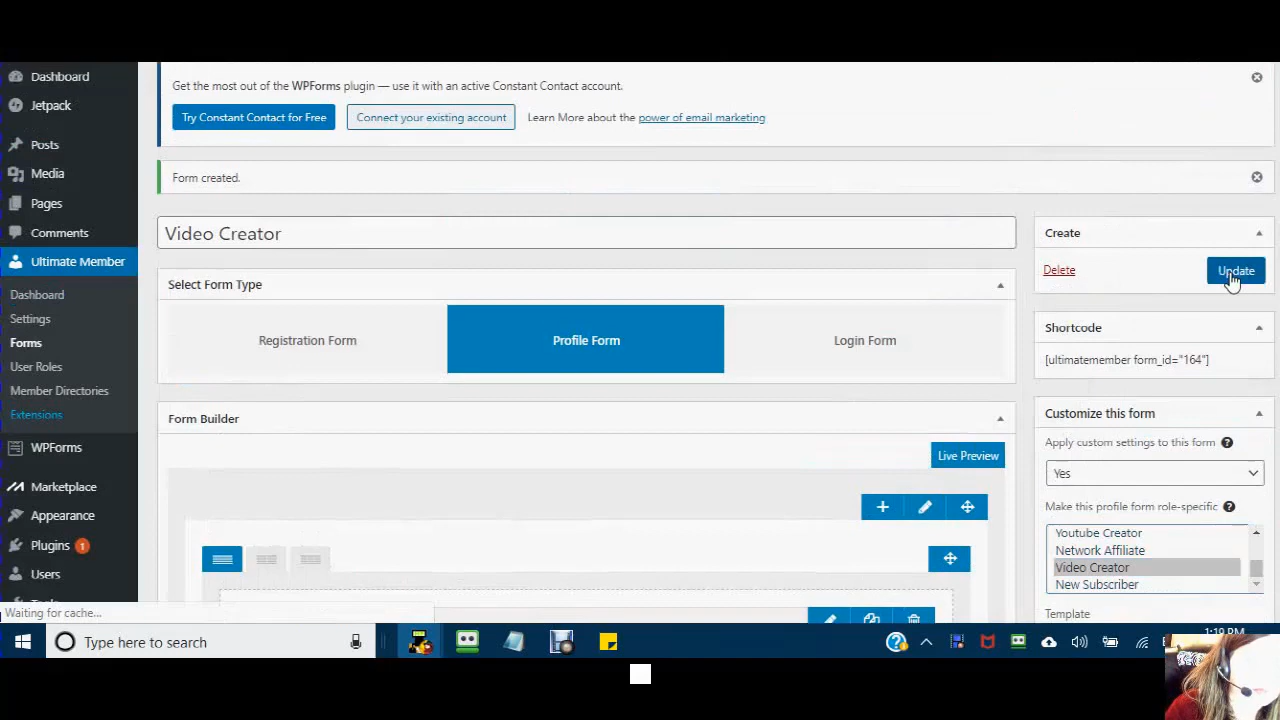 Dashboard
Jetpack
Posts
Media
Pages
Comments
Ultimate Member
Dashboard
Settings
Forms
User Roles
Member Directories
Extensions
WPForms
Marketplace
Appearance
Plugins 1
Users
Get the most out of the WPForms plugin — use it with an active Constant Contact account.
Try Constant Contact for Free
Connect your existing account
Learn More about the power of email marketing
Form created.
Video Creator
Select Form Type
Registration Form
Profile Form
Login Form
Form Builder
Live Preview
Create
Delete
Update
Shortcode
[ultimatemember form_id="164"]
Customize this form
Apply custom settings to this form
Yes
Make this profile form role-specific
Youtube Creator
Network Affiliate
Video Creator
New Subscriber
Template
Waiting for cache...
Type here to search
1:19 PM